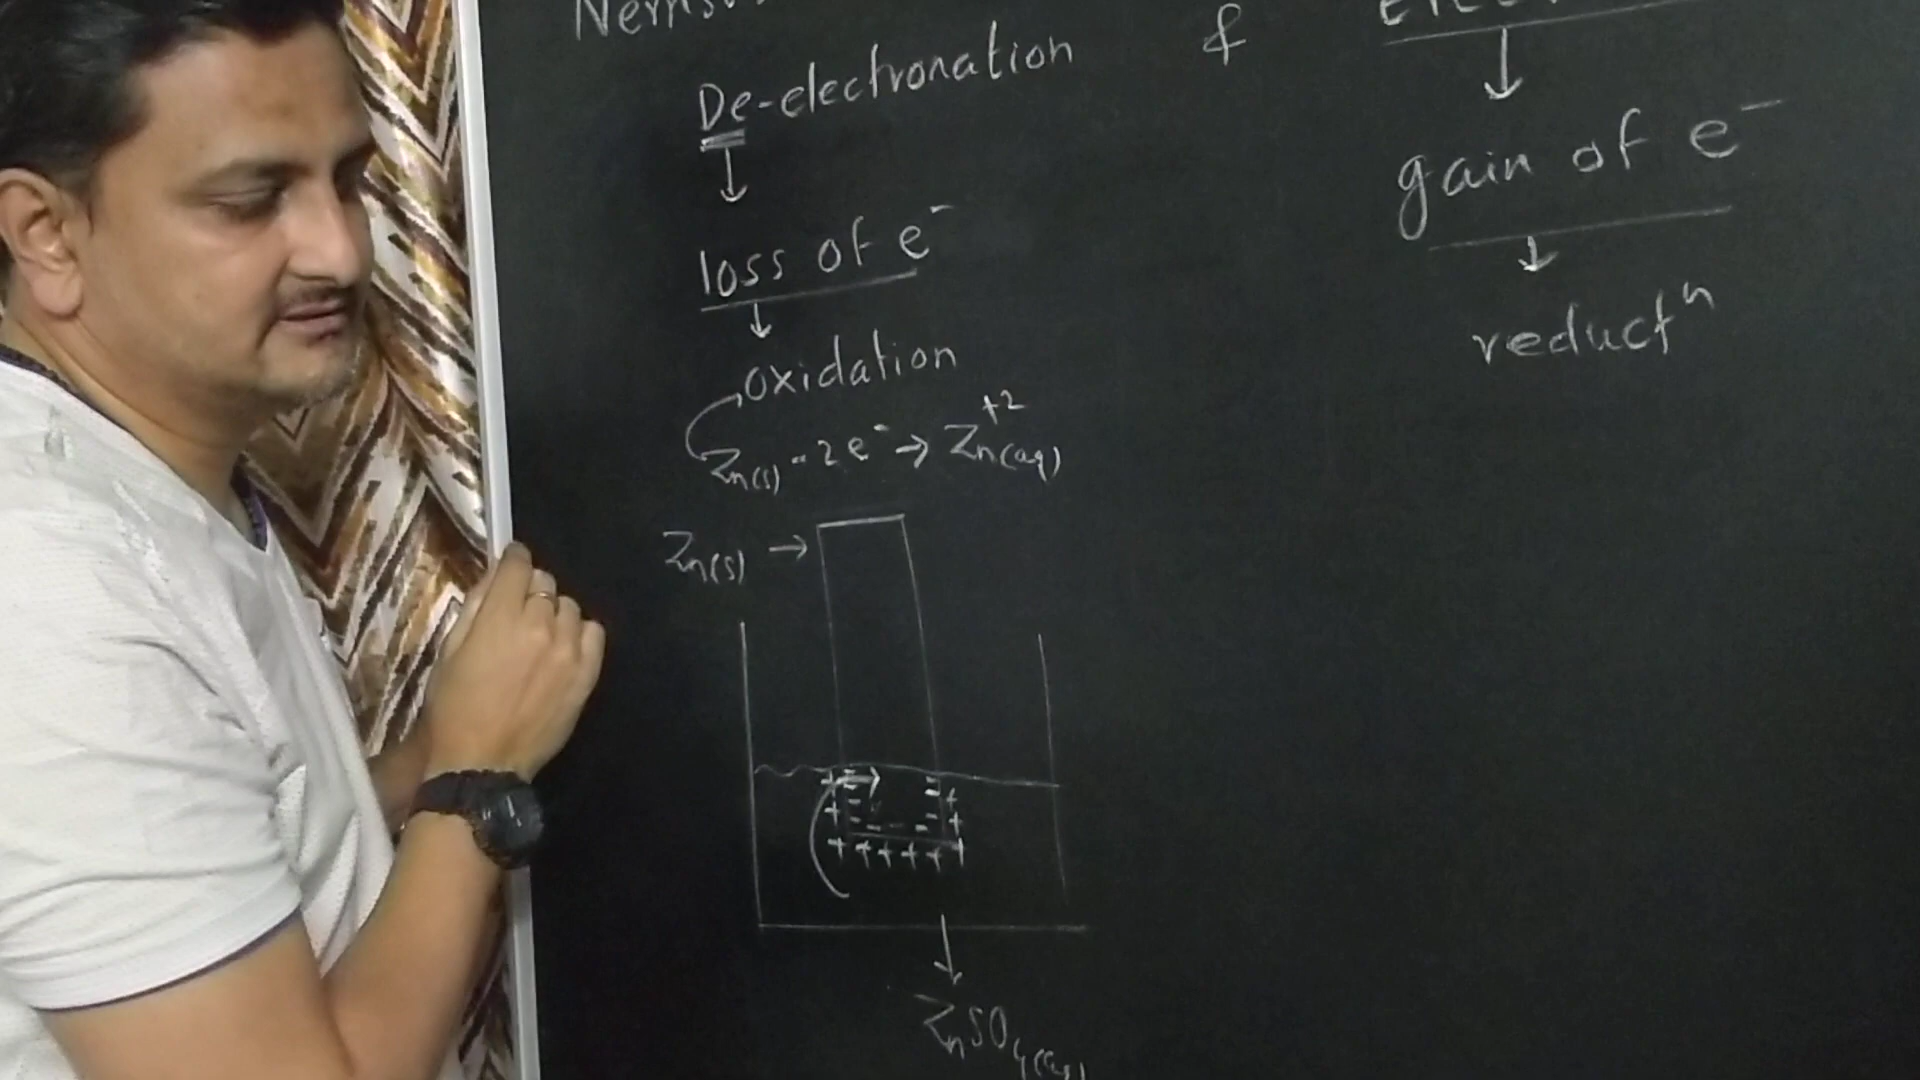 De-electronation &
↓ ↓
loss of e⁻ gain of e⁻
↓ ↓
oxidation reductⁿ
Zn(s) - 2e⁻ → Zn⁺²(aq)
Zn(s) →
ZnSO₄(aq)